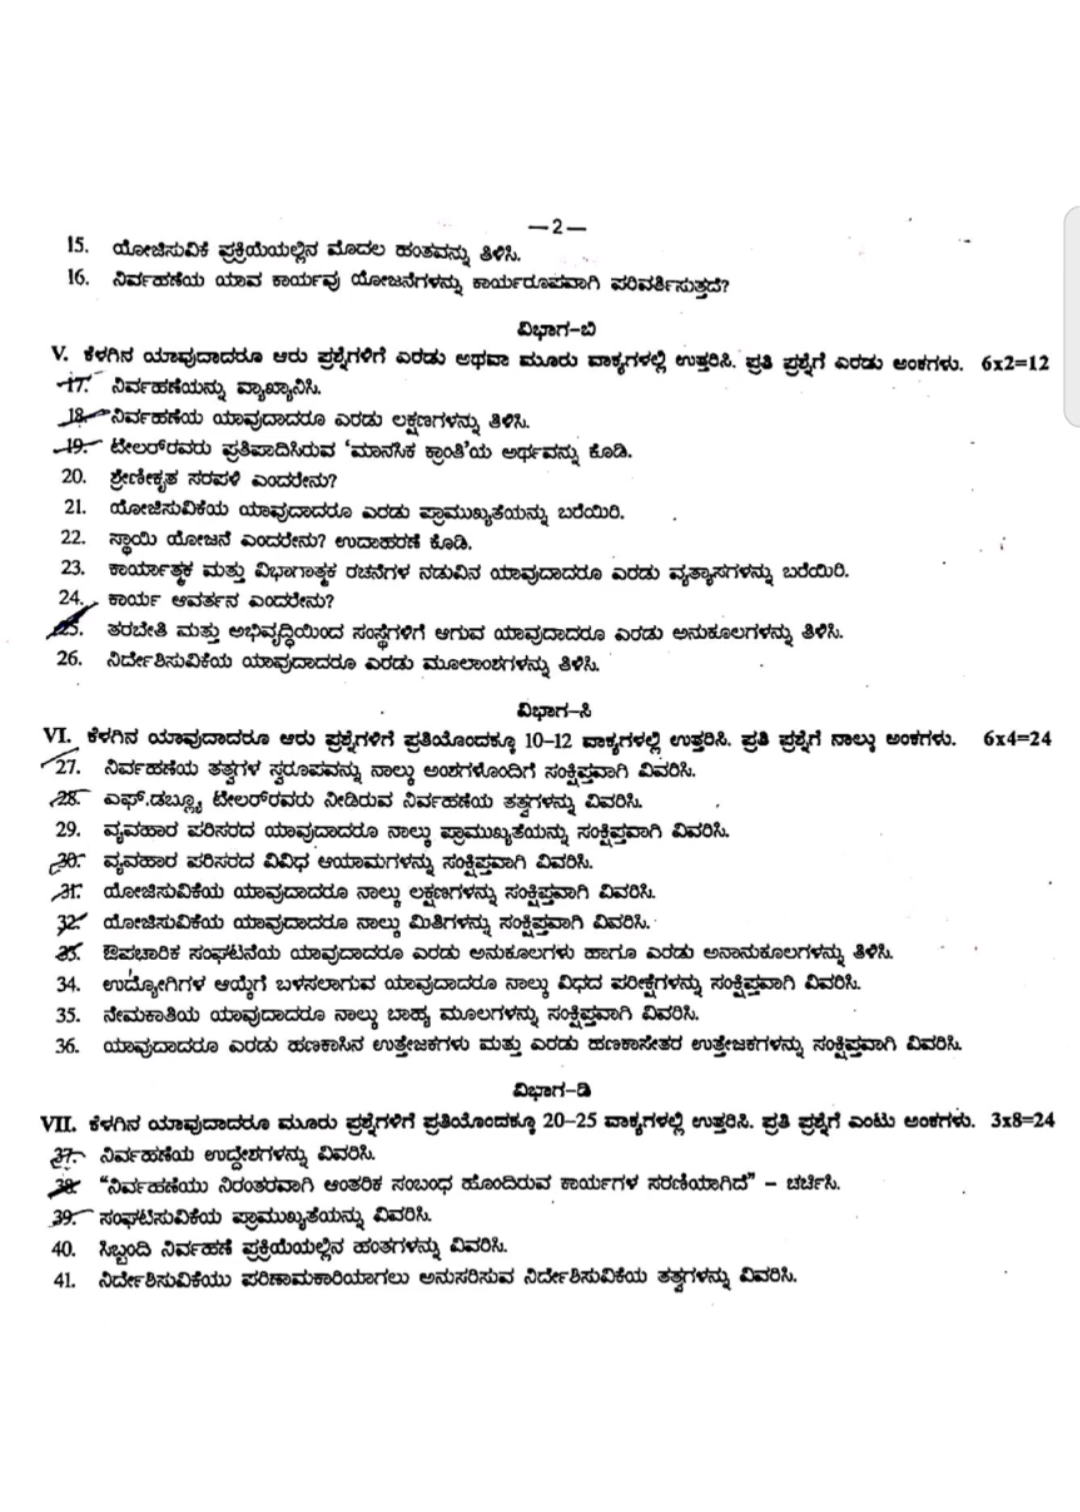 —2—
15. ಯೋಜಿಸುವಿಕೆ ಪ್ರಕ್ರಿಯೆಯಲ್ಲಿನ ಮೊದಲ ಹಂತವನ್ನು ತಿಳಿಸಿ.
16. ನಿರ್ವಹಣೆಯ ಯಾವ ಕಾರ್ಯವು ಯೋಜನೆಗಳನ್ನು ಕಾರ್ಯರೂಪವಾಗಿ ಪರಿವರ್ತಿಸುತ್ತದೆ?
ವಿಭಾಗ–ಬಿ
V. ಕೆಳಗಿನ ಯಾವುದಾದರೂ ಆರು ಪ್ರಶ್ನೆಗಳಿಗೆ ಎರಡು ಅಥವಾ ಮೂರು ವಾಕ್ಯಗಳಲ್ಲಿ ಉತ್ತರಿಸಿ. ಪ್ರತಿ ಪ್ರಶ್ನೆಗೆ ಎರಡು ಅಂಕಗಳು. 6x2=12
17. ನಿರ್ವಹಣೆಯನ್ನು ವ್ಯಾಖ್ಯಾನಿಸಿ.
18. ನಿರ್ವಹಣೆಯ ಯಾವುದಾದರೂ ಎರಡು ಲಕ್ಷಣಗಳನ್ನು ತಿಳಿಸಿ.
19. ಟೇಲರ್‌ರವರು ಪ್ರತಿಪಾದಿಸಿರುವ ‘ಮಾನಸಿಕ ಕ್ರಾಂತಿ’ಯ ಅರ್ಥವನ್ನು ಕೊಡಿ.
20. ಶ್ರೇಣೀಕೃತ ಸರಪಳಿ ಎಂದರೇನು?
21. ಯೋಜಿಸುವಿಕೆಯ ಯಾವುದಾದರೂ ಎರಡು ಪ್ರಾಮುಖ್ಯತೆಯನ್ನು ಬರೆಯಿರಿ.
22. ಸ್ಥಾಯಿ ಯೋಜನೆ ಎಂದರೇನು? ಉದಾಹರಣೆ ಕೊಡಿ.
23. ಕಾರ್ಯಾತ್ಮಕ ಮತ್ತು ವಿಭಾಗಾತ್ಮಕ ರಚನೆಗಳ ನಡುವಿನ ಯಾವುದಾದರೂ ಎರಡು ವ್ಯತ್ಯಾಸಗಳನ್ನು ಬರೆಯಿರಿ.
24. ಕಾರ್ಯ ಆವರ್ತನ ಎಂದರೇನು?
25. ತರಬೇತಿ ಮತ್ತು ಅಭಿವೃದ್ಧಿಯಿಂದ ಸಂಸ್ಥೆಗಳಿಗೆ ಆಗುವ ಯಾವುದಾದರೂ ಎರಡು ಅನುಕೂಲಗಳನ್ನು ತಿಳಿಸಿ.
26. ನಿರ್ದೇಶಿಸುವಿಕೆಯ ಯಾವುದಾದರೂ ಎರಡು ಮೂಲಾಂಶಗಳನ್ನು ತಿಳಿಸಿ.
ವಿಭಾಗ–ಸಿ
VI. ಕೆಳಗಿನ ಯಾವುದಾದರೂ ಆರು ಪ್ರಶ್ನೆಗಳಿಗೆ ಪ್ರತಿಯೊಂದಕ್ಕೂ 10–12 ವಾಕ್ಯಗಳಲ್ಲಿ ಉತ್ತರಿಸಿ. ಪ್ರತಿ ಪ್ರಶ್ನೆಗೆ ನಾಲ್ಕು ಅಂಕಗಳು. 6x4=24
27. ನಿರ್ವಹಣೆಯ ತತ್ವಗಳ ಸ್ವರೂಪವನ್ನು ನಾಲ್ಕು ಅಂಶಗಳೊಂದಿಗೆ ಸಂಕ್ಷಿಪ್ತವಾಗಿ ವಿವರಿಸಿ.
28. ಎಫ್.ಡಬ್ಲ್ಯೂ ಟೇಲರ್‌ರವರು ನೀಡಿರುವ ನಿರ್ವಹಣೆಯ ತತ್ವಗಳನ್ನು ವಿವರಿಸಿ.
29. ವ್ಯವಹಾರ ಪರಿಸರದ ಯಾವುದಾದರೂ ನಾಲ್ಕು ಪ್ರಾಮುಖ್ಯತೆಯನ್ನು ಸಂಕ್ಷಿಪ್ತವಾಗಿ ವಿವರಿಸಿ.
30. ವ್ಯವಹಾರ ಪರಿಸರದ ವಿವಿಧ ಆಯಾಮಗಳನ್ನು ಸಂಕ್ಷಿಪ್ತವಾಗಿ ವಿವರಿಸಿ.
31. ಯೋಜಿಸುವಿಕೆಯ ಯಾವುದಾದರೂ ನಾಲ್ಕು ಲಕ್ಷಣಗಳನ್ನು ಸಂಕ್ಷಿಪ್ತವಾಗಿ ವಿವರಿಸಿ.
32. ಯೋಜಿಸುವಿಕೆಯ ಯಾವುದಾದರೂ ನಾಲ್ಕು ಮಿತಿಗಳನ್ನು ಸಂಕ್ಷಿಪ್ತವಾಗಿ ವಿವರಿಸಿ.
33. ಔಪಚಾರಿಕ ಸಂಘಟನೆಯ ಯಾವುದಾದರೂ ಎರಡು ಅನುಕೂಲಗಳು ಹಾಗೂ ಎರಡು ಅನಾನುಕೂಲಗಳನ್ನು ತಿಳಿಸಿ.
34. ಉದ್ಯೋಗಿಗಳ ಆಯ್ಕೆಗೆ ಬಳಸಲಾಗುವ ಯಾವುದಾದರೂ ನಾಲ್ಕು ವಿಧದ ಪರೀಕ್ಷೆಗಳನ್ನು ಸಂಕ್ಷಿಪ್ತವಾಗಿ ವಿವರಿಸಿ.
35. ನೇಮಕಾತಿಯ ಯಾವುದಾದರೂ ನಾಲ್ಕು ಬಾಹ್ಯ ಮೂಲಗಳನ್ನು ಸಂಕ್ಷಿಪ್ತವಾಗಿ ವಿವರಿಸಿ.
36. ಯಾವುದಾದರೂ ಎರಡು ಹಣಕಾಸಿನ ಉತ್ತೇಜಕಗಳು ಮತ್ತು ಎರಡು ಹಣಕಾಸೇತರ ಉತ್ತೇಜಕಗಳನ್ನು ಸಂಕ್ಷಿಪ್ತವಾಗಿ ವಿವರಿಸಿ.
ವಿಭಾಗ–ಡಿ
VII. ಕೆಳಗಿನ ಯಾವುದಾದರೂ ಮೂರು ಪ್ರಶ್ನೆಗಳಿಗೆ ಪ್ರತಿಯೊಂದಕ್ಕೂ 20–25 ವಾಕ್ಯಗಳಲ್ಲಿ ಉತ್ತರಿಸಿ. ಪ್ರತಿ ಪ್ರಶ್ನೆಗೆ ಎಂಟು ಅಂಕಗಳು. 3x8=24
37. ನಿರ್ವಹಣೆಯ ಉದ್ದೇಶಗಳನ್ನು ವಿವರಿಸಿ.
38. “ನಿರ್ವಹಣೆಯು ನಿರಂತರವಾಗಿ ಆಂತರಿಕ ಸಂಬಂಧ ಹೊಂದಿರುವ ಕಾರ್ಯಗಳ ಸರಣಿಯಾಗಿದೆ” – ಚರ್ಚಿಸಿ.
39. ಸಂಘಟಿಸುವಿಕೆಯ ಪ್ರಾಮುಖ್ಯತೆಯನ್ನು ವಿವರಿಸಿ.
40. ಸಿಬ್ಬಂದಿ ನಿರ್ವಹಣೆ ಪ್ರಕ್ರಿಯೆಯಲ್ಲಿನ ಹಂತಗಳನ್ನು ವಿವರಿಸಿ.
41. ನಿರ್ದೇಶಿಸುವಿಕೆಯು ಪರಿಣಾಮಕಾರಿಯಾಗಲು ಅನುಸರಿಸುವ ನಿರ್ದೇಶಿಸುವಿಕೆಯ ತತ್ವಗಳನ್ನು ವಿವರಿಸಿ.